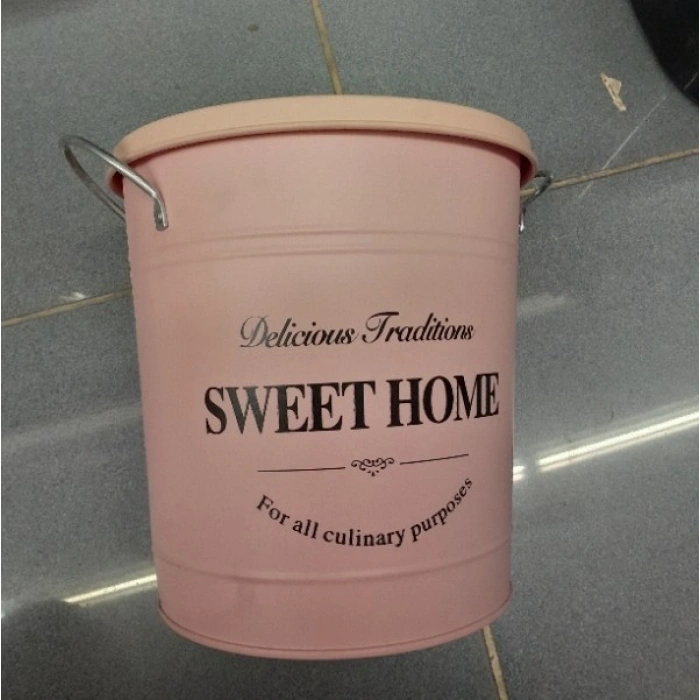 Delicious Traditions
SWEET HOME
For all culinary purposes